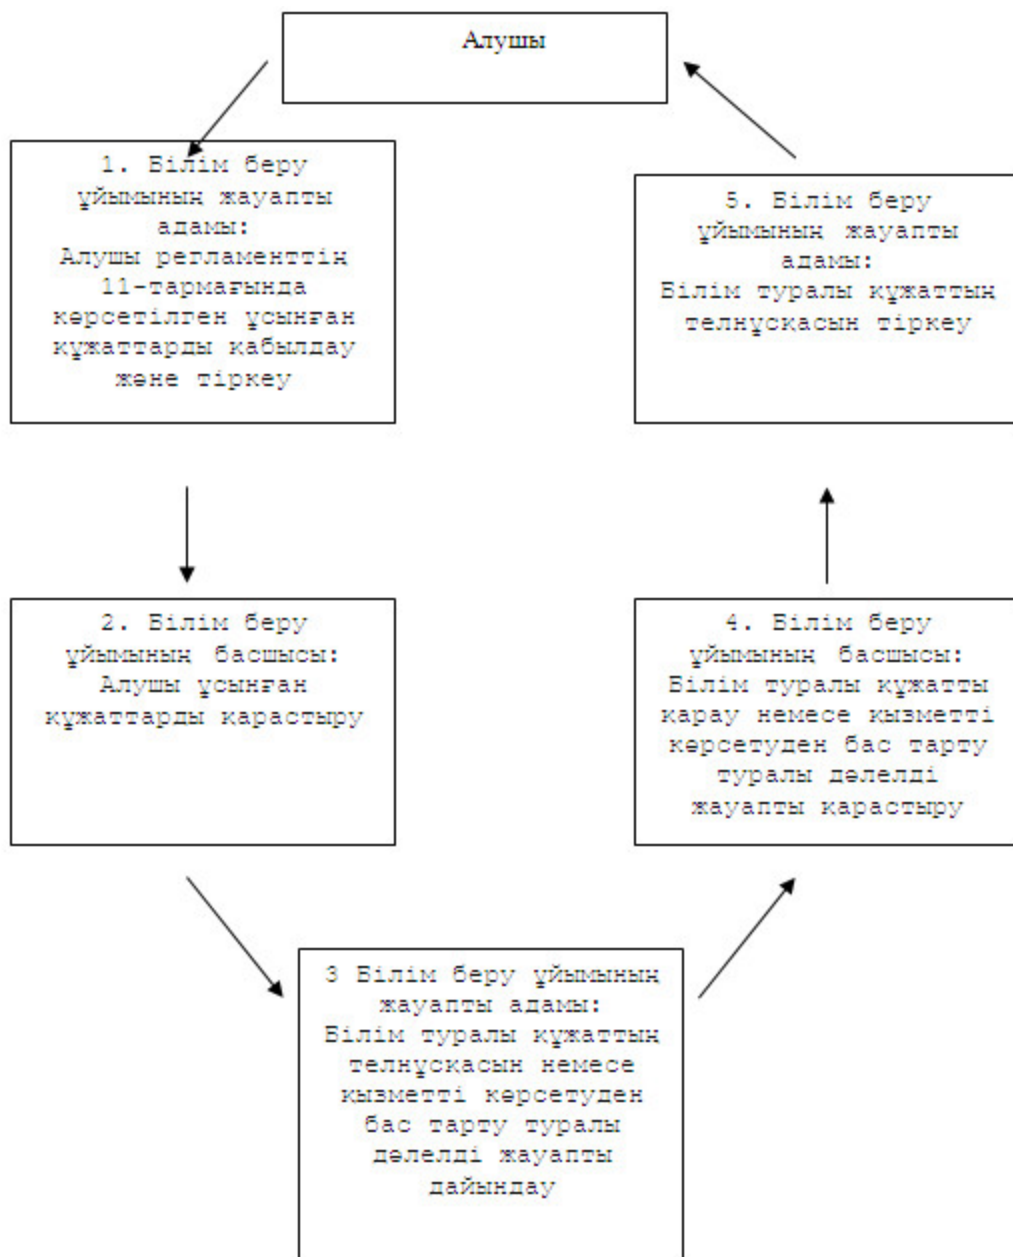 Алушы
1. Білім беру
ұйымының жауапты
адамы:
Алушы регламенттің
11-тармағында
көрсетілген ұсынған
құжаттарды қабылдау
және тіркеу
2. Білім беру
ұйымының басшысы:
Алушы ұсынған
құжаттарды қарастыру
3 Білім беру ұйымының
жауапты адамы:
Білім туралы құжаттың
телнұсқасын немесе
қызметті көрсетуден
бас тарту туралы
дәлелді жауапты
дайындау
4. Білім беру
ұйымының басшысы:
Білім туралы құжатты
қарау немесе қызметті
көрсетуден бас тарту
туралы дәлелді
жауапты қарастыру
5. Білім беру
ұйымының жауапты
адамы:
Білім туралы құжаттың
телнұсқасын тіркеу